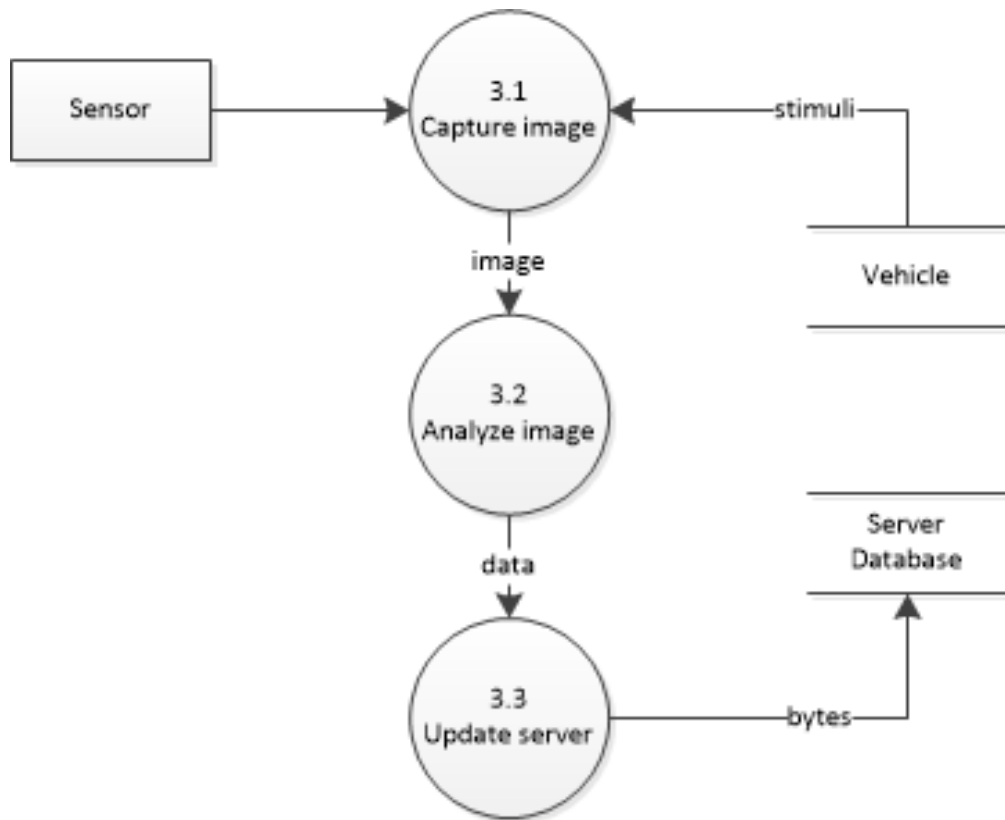 Sensor
3.1
Capture image
stimuli
image
Vehicle
3.2
Analyze image
Server
Database
data
3.3
Update server
bytes